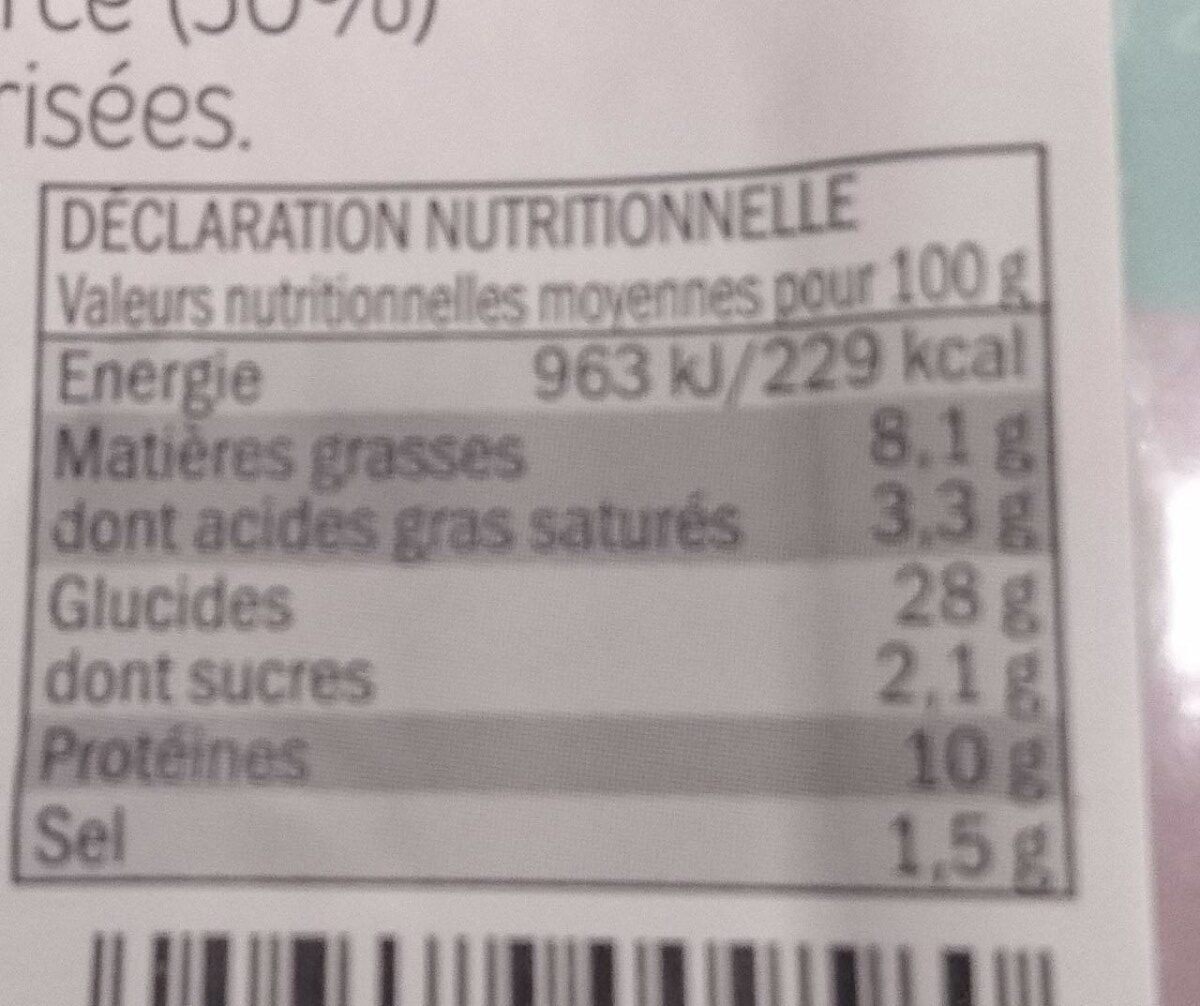 (50%)
risées.
DÉCLARATION NUTRITIONNELLE
Valeurs nutritionnelles moyennes pour 100 g
Energie 963 kJ/229 kcal
Matières grasses 8,1 g
dont acides gras saturés 3,3 g
Glucides 28 g
dont sucres 2,1 g
Protéines 10 g
Sel 1,5 g